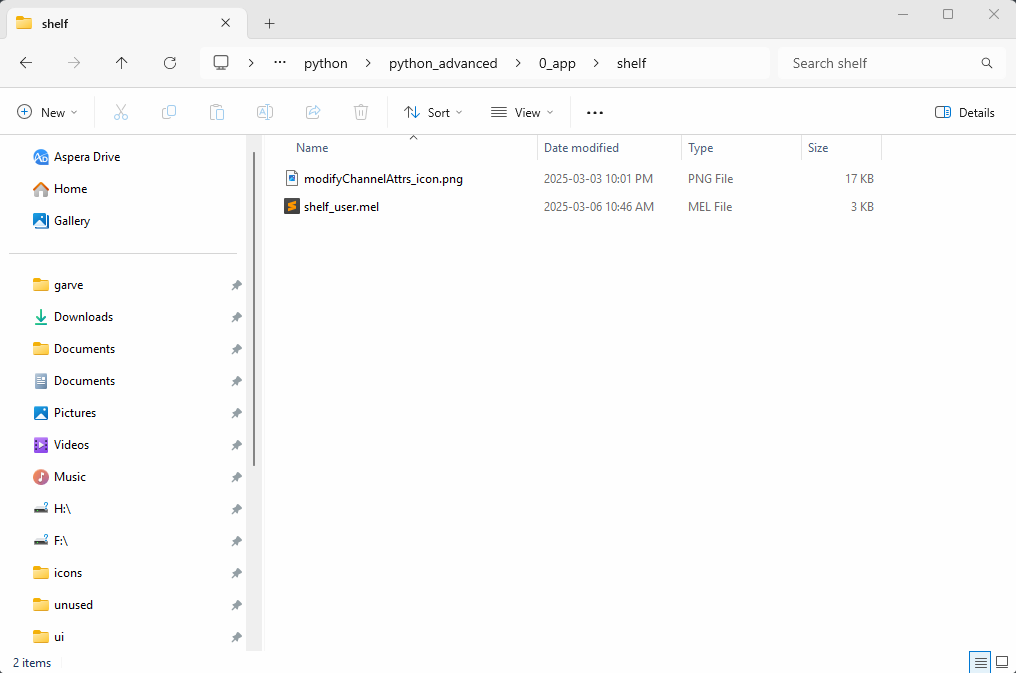 shelf
python > python_advanced > 0_app > shelf
Search shelf
New
Sort
View
Details
Name Date modified Type Size
modifyChannelAttrs_icon.png 2025-03-03 10:01 PM PNG File 17 KB
shelf_user.mel 2025-03-06 10:46 AM MEL File 3 KB
Aspera Drive
Home
Gallery
garve
Downloads
Documents
Documents
Pictures
Videos
Music
H:\
F:\
icons
unused
ui
2 items